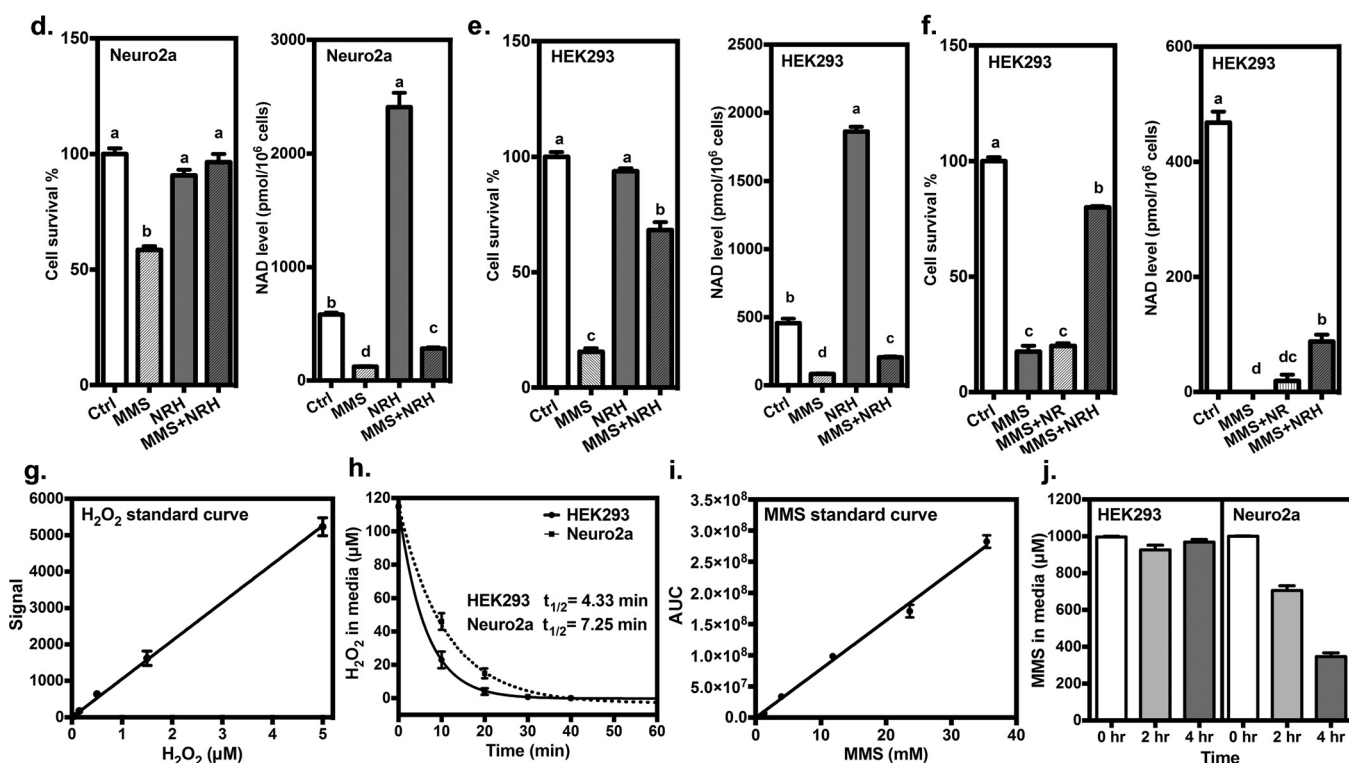 d.
150
100
50
0
Cell survival %
Neuro2a
a
b
a
a
Ctrl
MMS
NRH
MMS+NRH
3000
2000
1000
0
NAD level (pmol/10⁶ cells)
Neuro2a
b
d
a
c
Ctrl
MMS
NRH
MMS+NRH
e.
150
100
50
0
Cell survival %
HEK293
a
c
a
b
Ctrl
MMS
NRH
MMS+NRH
2500
2000
1500
1000
500
0
NAD level (pmol/10⁶ cells)
HEK293
b
d
a
c
Ctrl
MMS
NRH
MMS+NRH
f.
150
100
50
0
Cell survival %
HEK293
a
c
c
b
Ctrl
MMS
MMS+NR
MMS+NRH
600
400
200
0
NAD level (pmol/10⁶ cells)
HEK293
a
d
dc
b
Ctrl
MMS
MMS+NR
MMS+NRH
g.
6000
5000
4000
3000
2000
1000
0
Signal
H₂O₂ standard curve
0 1 2 3 4 5
H₂O₂ (µM)
h.
120
100
80
60
40
20
0
H₂O₂ in media (µM)
HEK293
Neuro2a
HEK293 t₁/₂= 4.33 min
Neuro2a t₁/₂= 7.25 min
0 10 20 30 40 50 60
Time (min)
i.
3.5×10⁸
3.0×10⁸
2.5×10⁸
2.0×10⁸
1.5×10⁸
1.0×10⁸
5.0×10⁷
0.0
AUC
MMS standard curve
0 10 20 30 40
MMS (mM)
j.
1000
800
600
400
200
0
MMS in media (µM)
HEK293
Neuro2a
0 hr 2 hr 4 hr 0 hr 2 hr 4 hr
Time